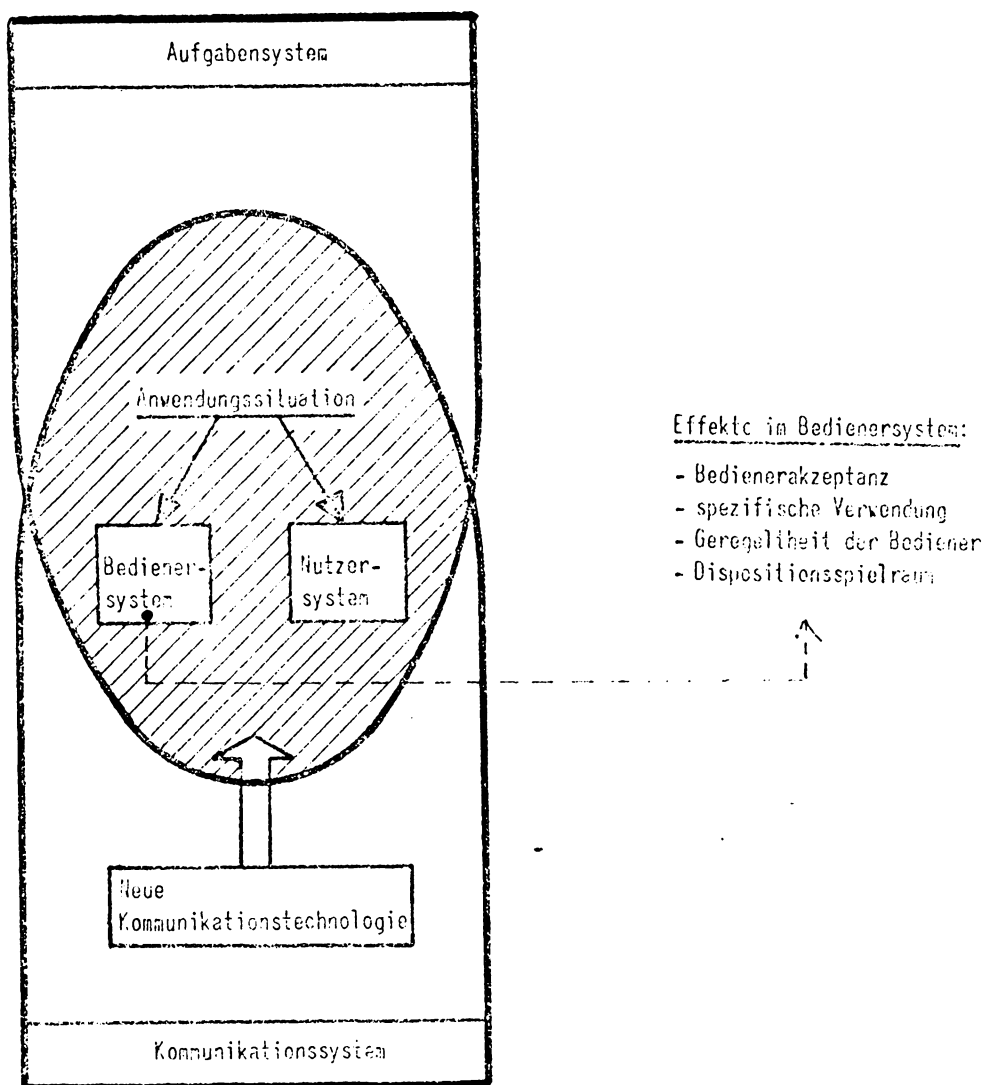 Aufgabensystem
Anwendungssituation
Bediener-
system
Nutzer-
system
Effekte im Bedienersystem:
- Bedienerakzeptanz
- spezifische Verwendung
- Geregeltheit der Bediener
- Dispositionsspielraum
Neue
Kommunikationstechnologie
Kommunikationssystem